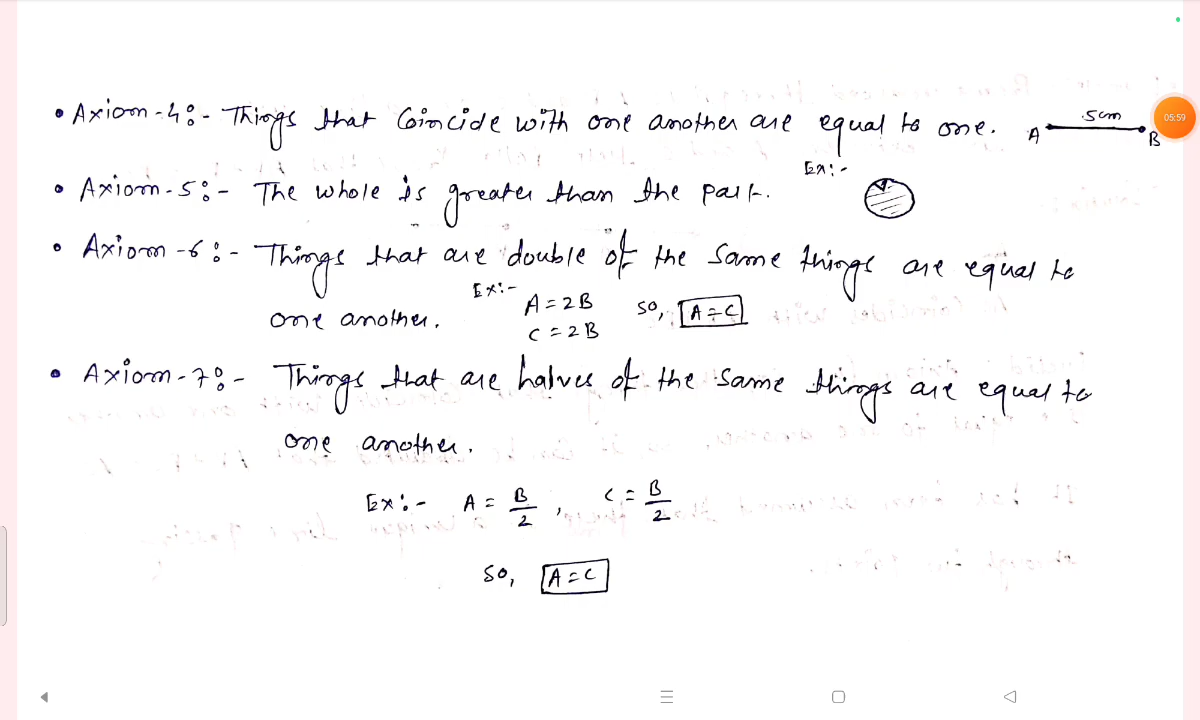 • Axiom-4:- Things that Coincide with one another are equal to one. A 5cm B
Ex:-
• Axiom-5:- The whole is greater than the part.
• Axiom-6:- Things that are double of the same things are equal to
one another. Ex:- A = 2B so, A = C
C = 2B
• Axiom-7:- Things that are halves of the same things are equal to
one another.
Ex:- A = B/2 , C = B/2
so, A = C
05:59